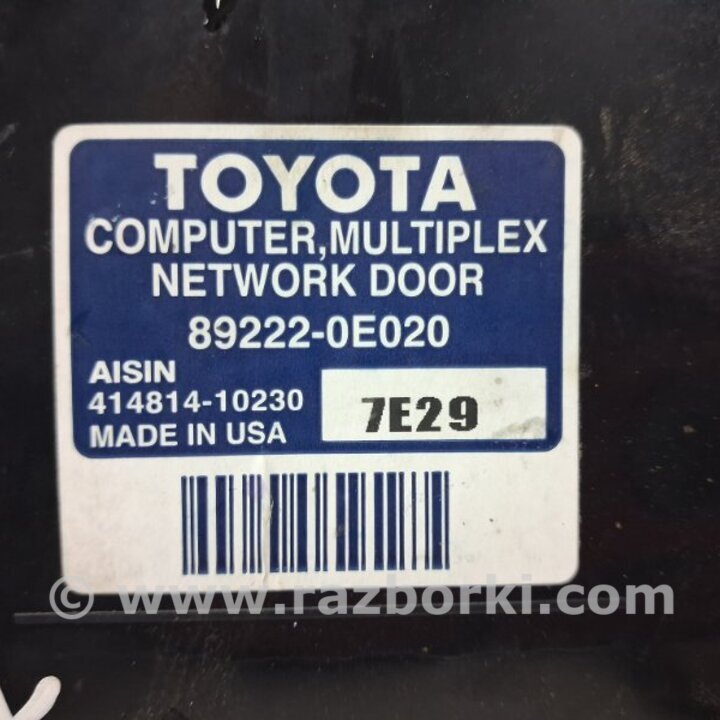 TOYOTA
COMPUTER,MULTIPLEX
NETWORK DOOR
89222-0E020
AISIN
414814-10230
MADE IN USA
7E29
© www.razborki.com